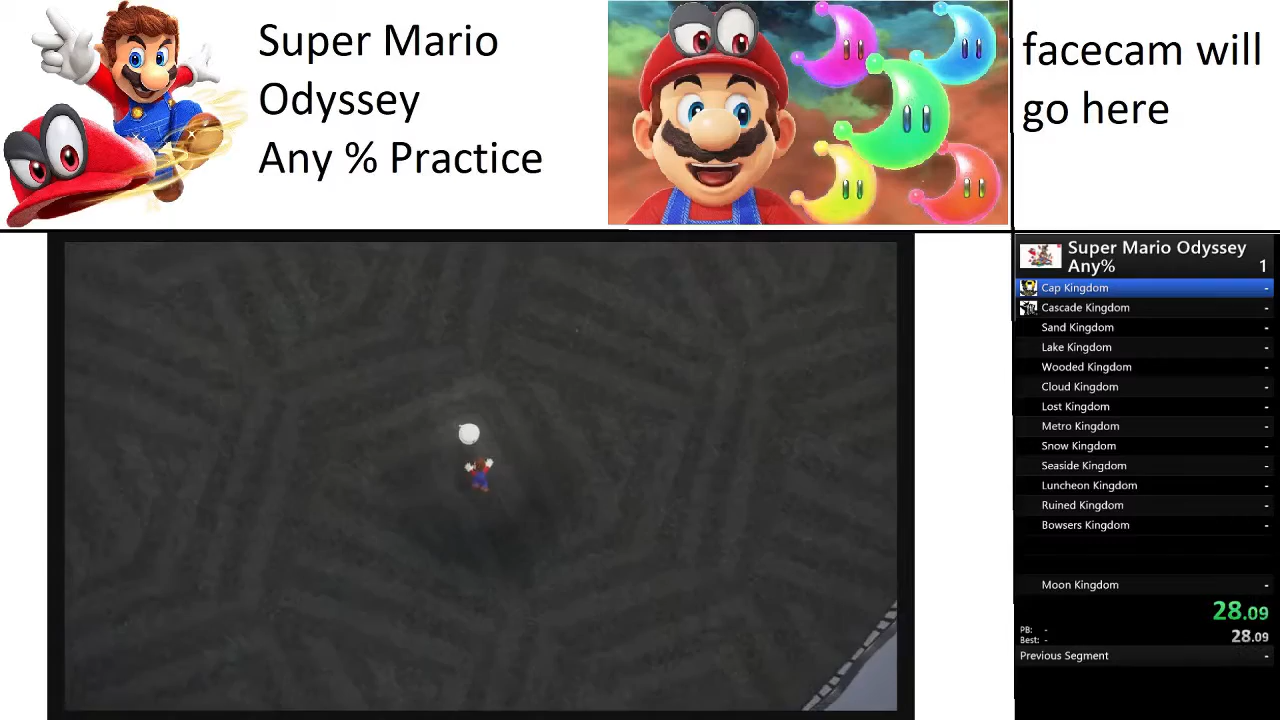 Super Mario
Odyssey
Any % Practice
facecam will
go here
Super Mario Odyssey
Any% 1
Cap Kingdom -
Cascade Kingdom -
Sand Kingdom -
Lake Kingdom -
Wooded Kingdom -
Cloud Kingdom -
Lost Kingdom -
Metro Kingdom -
Snow Kingdom -
Seaside Kingdom -
Luncheon Kingdom -
Ruined Kingdom -
Bowsers Kingdom -
Moon Kingdom -
28.09
PB: -
Best: - 28.09
Previous Segment -